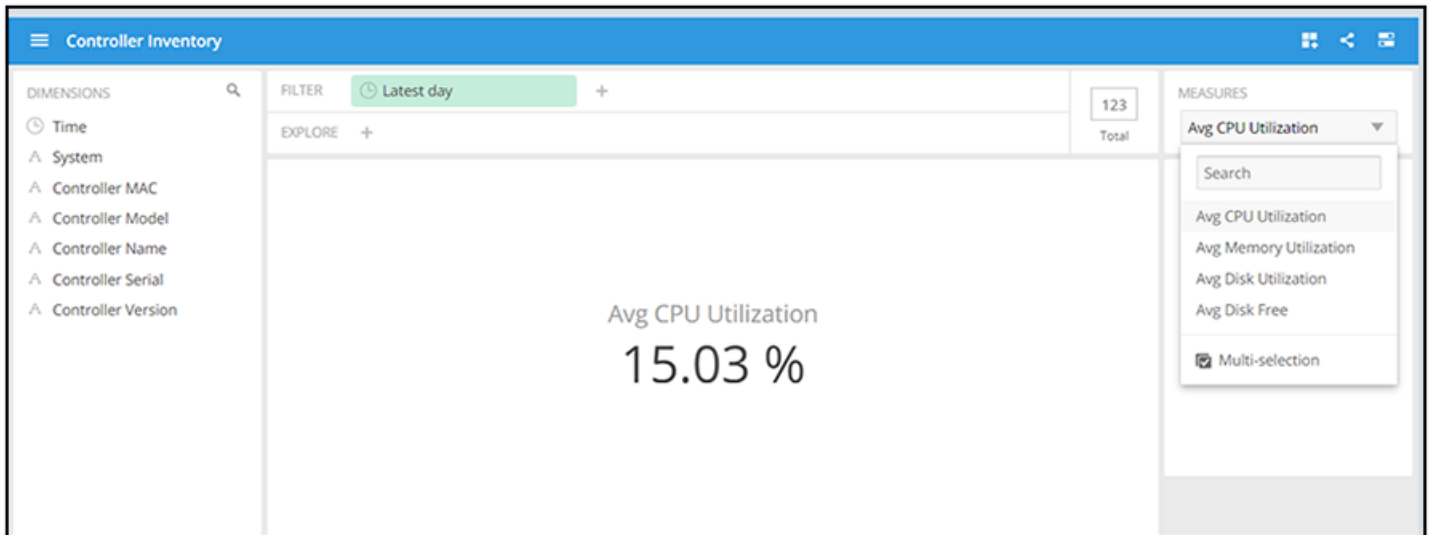 Controller Inventory
DIMENSIONS
Time
System
Controller MAC
Controller Model
Controller Name
Controller Serial
Controller Version
FILTER
Latest day
+
EXPLORE +
123
Total
Avg CPU Utilization
15.03 %
MEASURES
Avg CPU Utilization
Search
Avg CPU Utilization
Avg Memory Utilization
Avg Disk Utilization
Avg Disk Free
Multi-selection